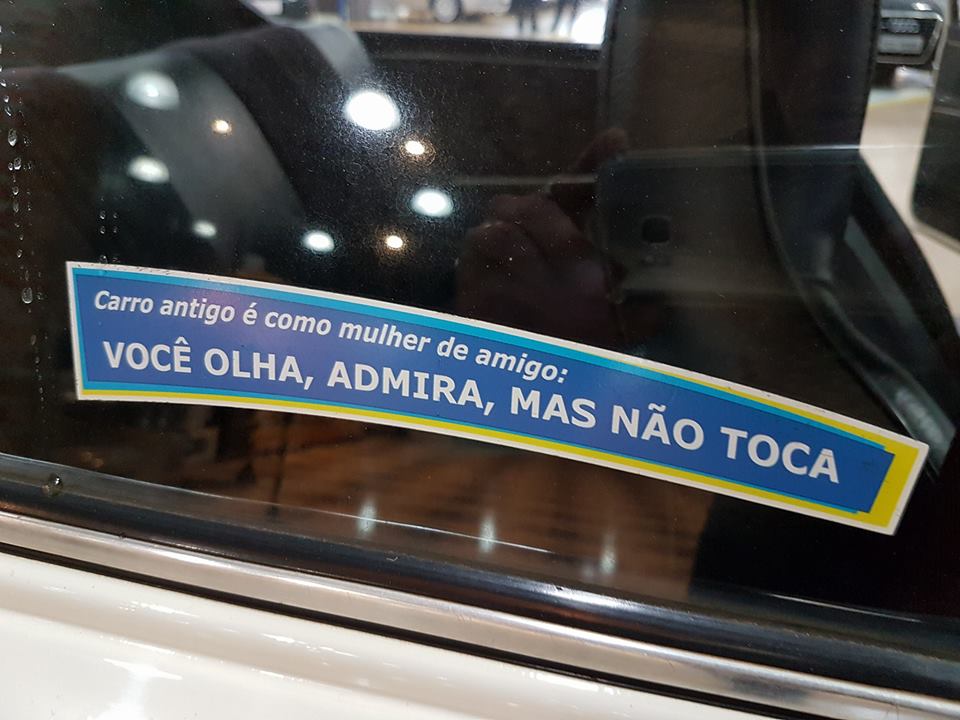 Carro antigo é como mulher de amigo:
VOCÊ OLHA, ADMIRA, MAS NÃO TOCA